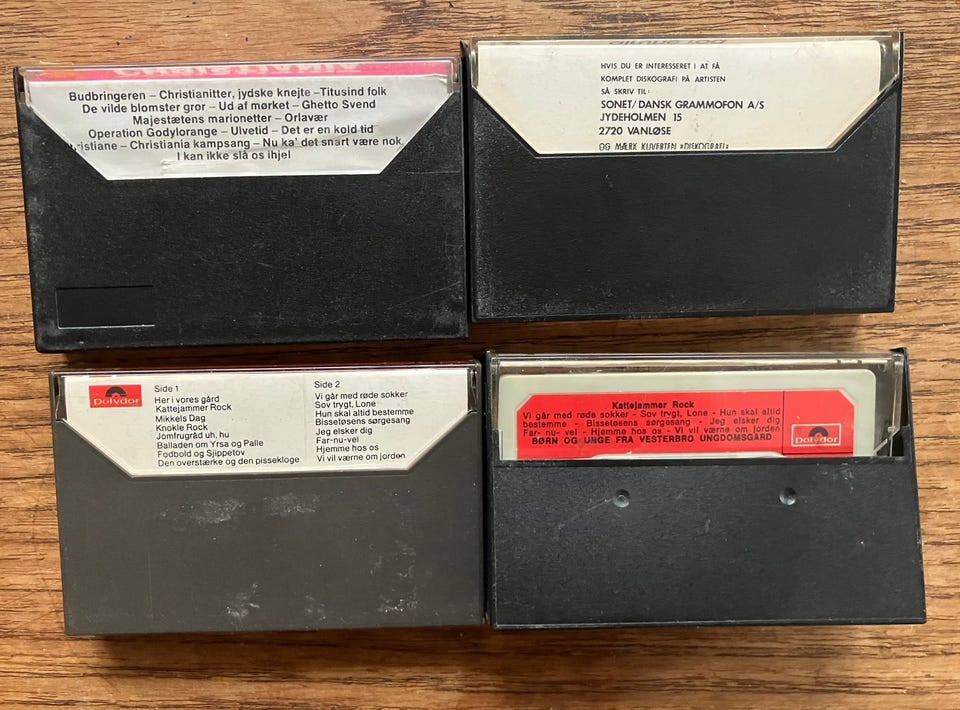 Budbringeren – Christianitter, jydske knejte –Titusind folk
De vilde blomster gror – Ud af mørket – Ghetto Svend
Majestætens marionetter – Orlavær
Operation Godylorange – Ulvetid – Det er en kold tid
ristiane – Christiania kampsang – Nu ka' det snart være nok
I kan ikke slå os ihjel
HVIS DU ER INTERESSERET I AT FÅ
KOMPLET DISKOGRAFI PÅ ARTISTEN
SÅ SKRIV TIL:
SONET/DANSK GRAMMOFON A/S
JYDEHOLMEN 15
2720 VANLØSE
OG MÆRK KUVERTEN »DISKOGRAFI«
Polydor
Side 1
Her i vores gård
Kattejammer Rock
Mikkels Dag
Knokle Rock
Jomfrugråd uh, hu
Balladen om Yrsa og Palle
Fodbold og Sjippetov
Den overstærke og den pissekloge
Side 2
Vi går med røde sokker
Sov trygt, Lone
Hun skal altid bestemme
Bissetøsens sørgesang
Jeg elsker dig
Far-nu-vel
Hjemme hos os
Vi vil værne om jorden
Kattejammer Rock
Vi går med røde sokker - Sov trygt, Lone - Hun skal altid
bestemme - Bissetøsens sørgesang - Jeg elsker dig
Far- nu- vel - Hjemme hos os - Vi vil værne om jorden
BØRN OG UNGE FRA VESTERBRO UNGDOMSGÅRD
Polydor